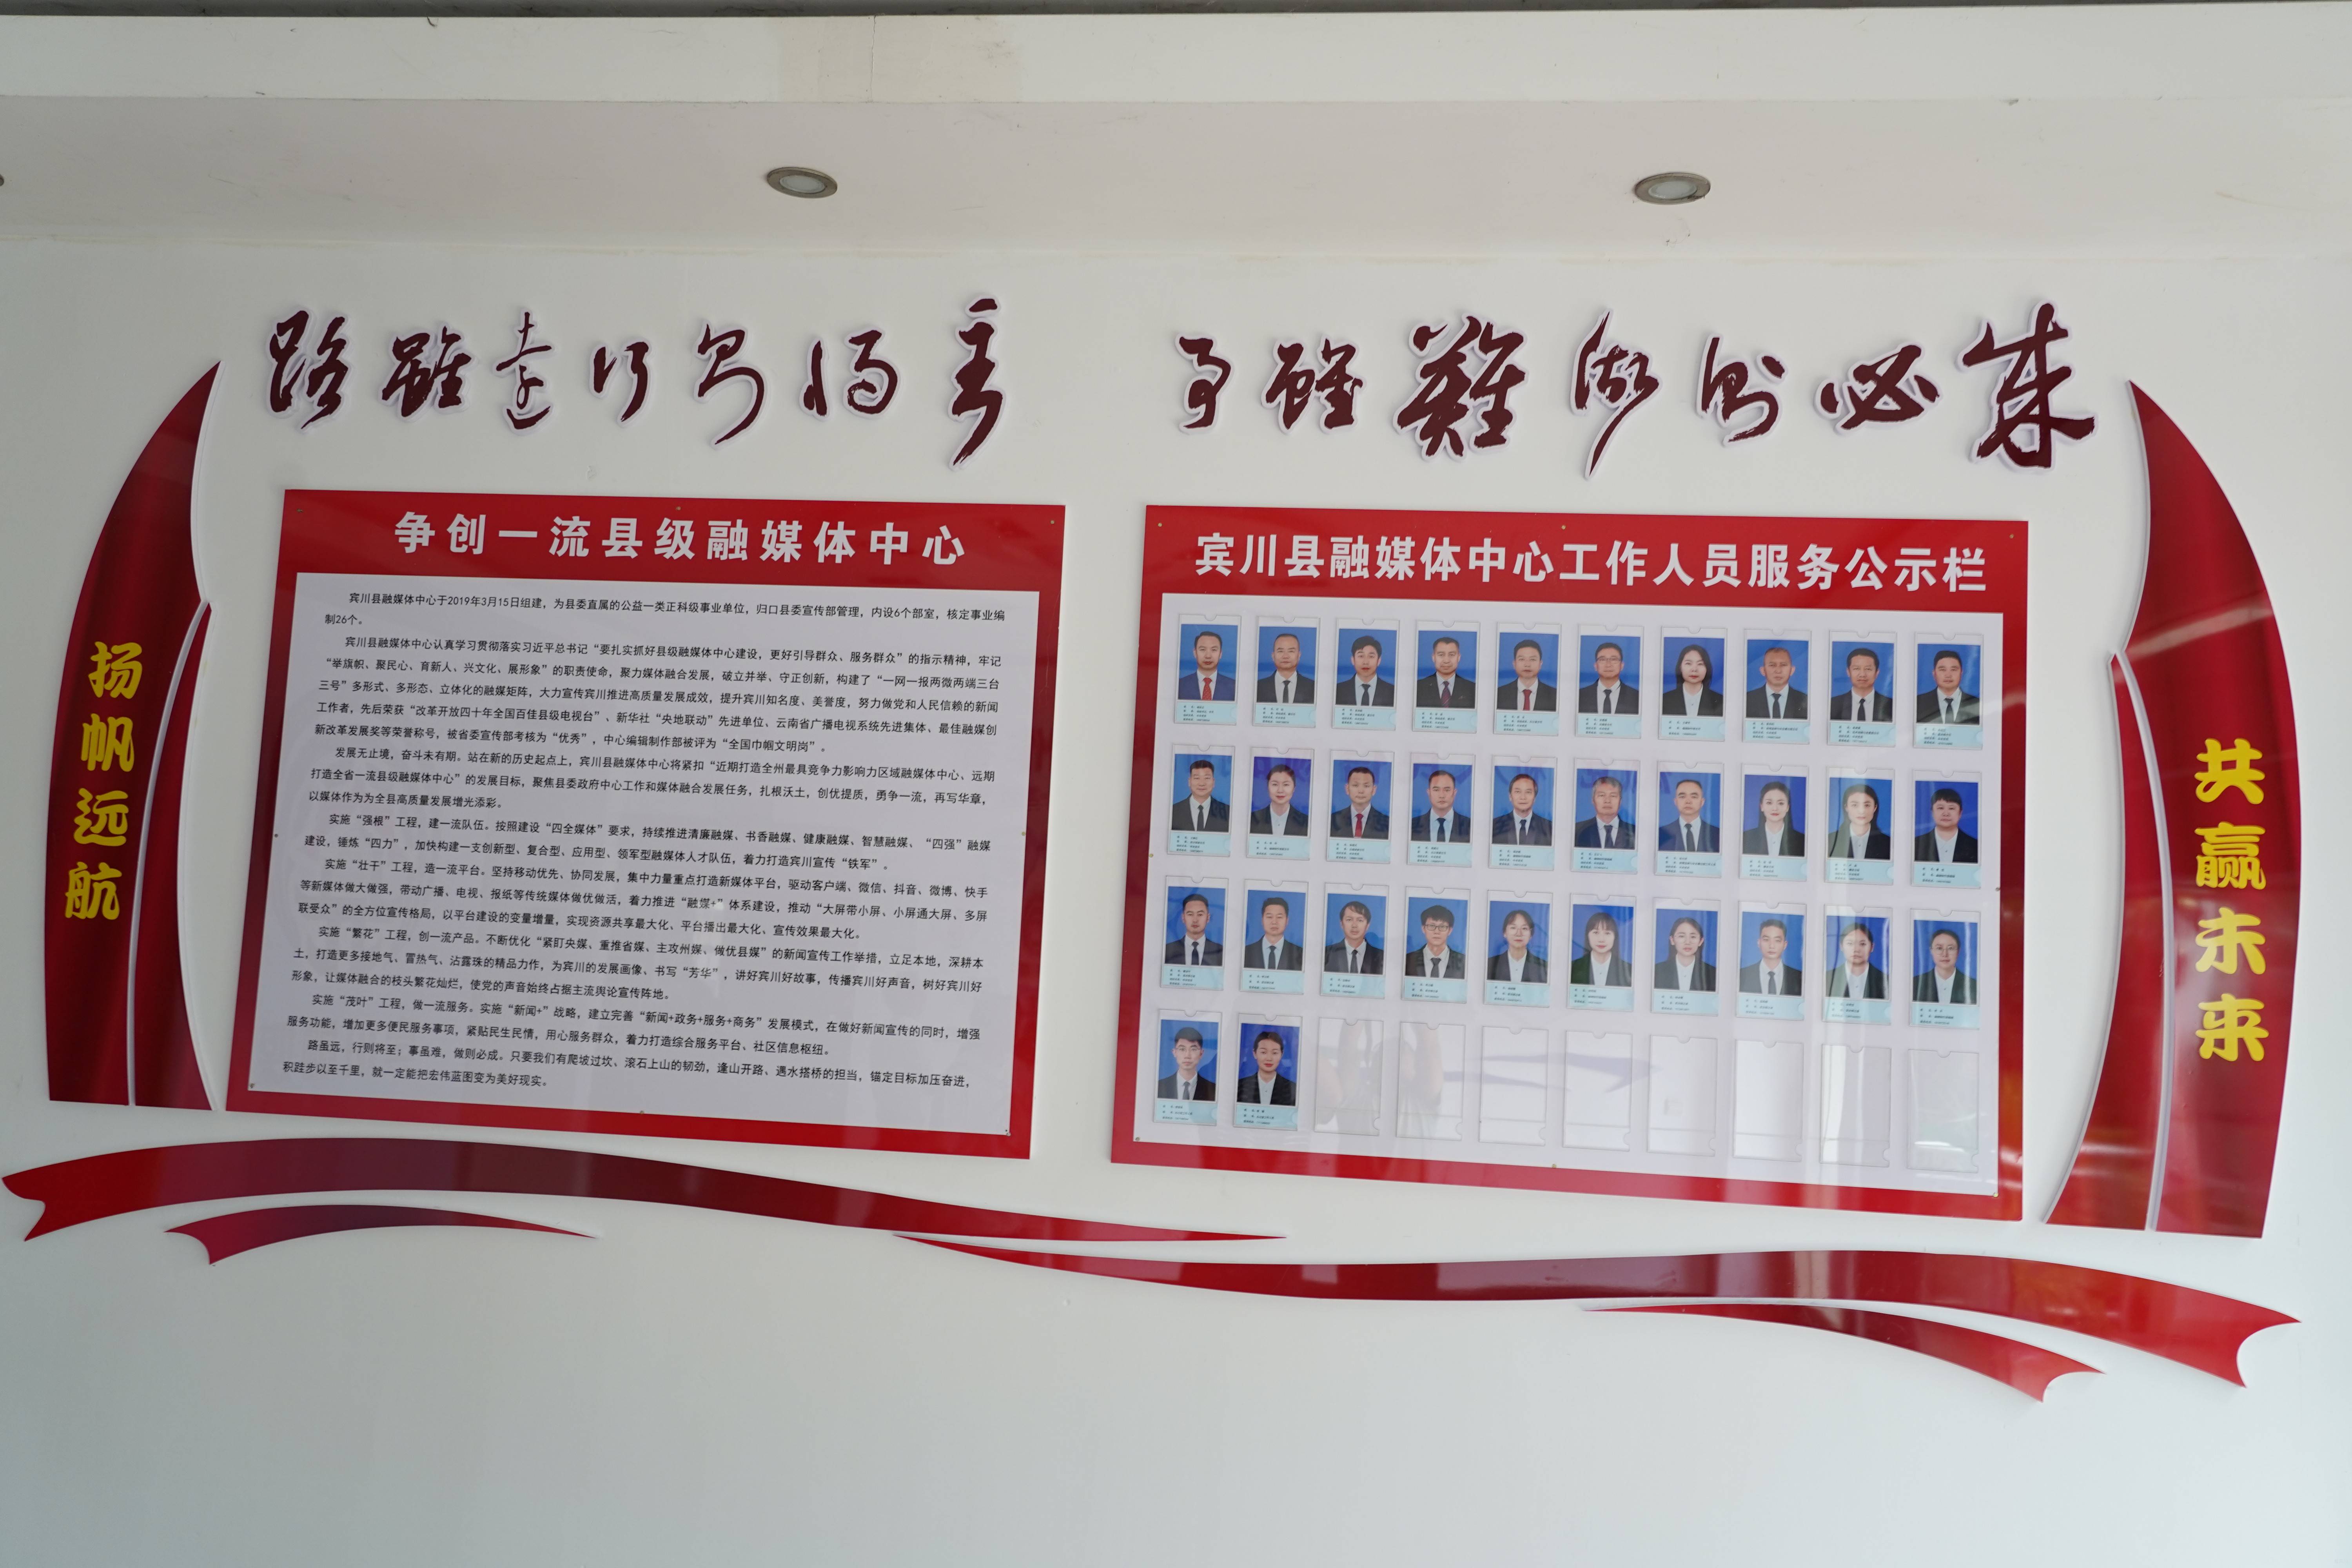 路虽远行则将至
事虽难做则必成
扬帆远航
争创一流县级融媒体中心
宾川县融媒体中心于2019年3月15日组建，为县委直属的公益一类正科级事业单位，归口县委宣传部管理，内设6个部室，核定事业编
制26个。
宾川县融媒体中心认真学习贯彻落实习近平总书记“要扎实抓好县级融媒体中心建设，更好引导群众、服务群众”的指示精神，牢记
“举旗帜、聚民心、育新人、兴文化、展形象”的职责使命，聚力媒体融合发展，破立并举、守正创新，构建了“一网一报两微两端三台
三号”多形式、多形态、立体化的融媒矩阵，大力宣传宾川推进高质量发展成效，提升宾川知名度、美誉度，努力做党和人民信赖的新闻
工作者，先后荣获“改革开放四十年全国百佳县级电视台”、新华社“央地联动”先进单位、云南省广播电视系统先进集体、最佳融媒创
新改革发展奖等荣誉称号，被省委宣传部考核为“优秀”，中心编辑制作部被评为“全国巾帼文明岗”。
发展无止境，奋斗未有期。站在新的历史起点上，宾川县融媒体中心将紧扣“近期打造全州最具竞争力影响力区域融媒体中心、远期
打造全省一流县级融媒体中心”的发展目标，聚焦县委政府中心工作和媒体融合发展任务，扎根沃土，创优提质，勇争一流，再写华章，
以媒体作为为全县高质量发展增光添彩。
实施“强根”工程，建一流队伍。按照建设“四全媒体”要求，持续推进清廉融媒、书香融媒、健康融媒、智慧融媒、“四强”融媒
建设，锤炼“四力”，加快构建一支创新型、复合型、应用型、领军型融媒体人才队伍，着力打造宾川宣传“铁军”。
实施“壮干”工程，造一流平台。坚持移动优先、协同发展，集中力量重点打造新媒体平台，驱动客户端、微信、抖音、微博、快手
等新媒体做大做强，带动广播、电视、报纸等传统媒体做优做活，着力推进“融媒+”体系建设，推动“大屏带小屏、小屏通大屏、多屏
联受众”的全方位宣传格局，以平台建设的变量增量，实现资源共享最大化、平台播出最大化、宣传效果最大化。
实施“繁花”工程，创一流产品。不断优化“紧盯央媒、重推省媒、主攻州媒、做优县媒”的新闻宣传工作举措，立足本地，深耕本
土，打造更多接地气、冒热气、沾露珠的精品力作，为宾川的发展画像、书写“芳华”，讲好宾川好故事，传播宾川好声音，树好宾川好
形象，让媒体融合的枝头繁花灿烂，使党的声音始终占据主流舆论宣传阵地。
实施“茂叶”工程，做一流服务。实施“新闻+”战略，建立完善“新闻+政务+服务+商务”发展模式，在做好新闻宣传的同时，增强
服务功能，增加更多便民服务事项，紧贴民生民情，用心服务群众，着力打造综合服务平台、社区信息枢纽。
路虽远，行则将至；事虽难，做则必成。只要我们有爬坡过坎、滚石上山的韧劲，逢山开路、遇水搭桥的担当，锚定目标加压奋进，
积跬步以至千里，就一定能把宏伟蓝图变为美好现实。
宾川县融媒体中心工作人员服务公示栏
共赢未来